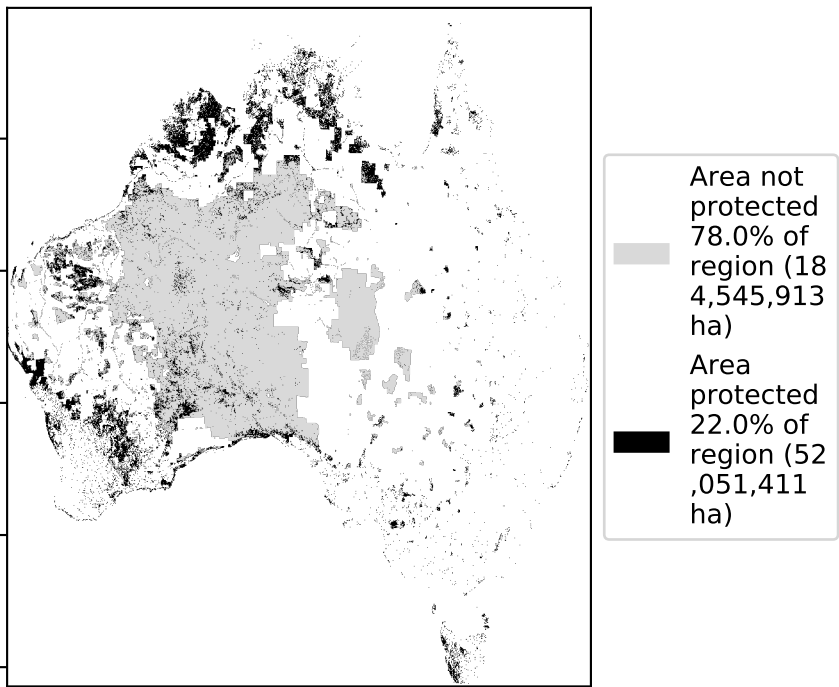 Area not
protected
78.0% of
region (18
4,545,913
ha)
Area
protected
22.0% of
region (52
,051,411
ha)